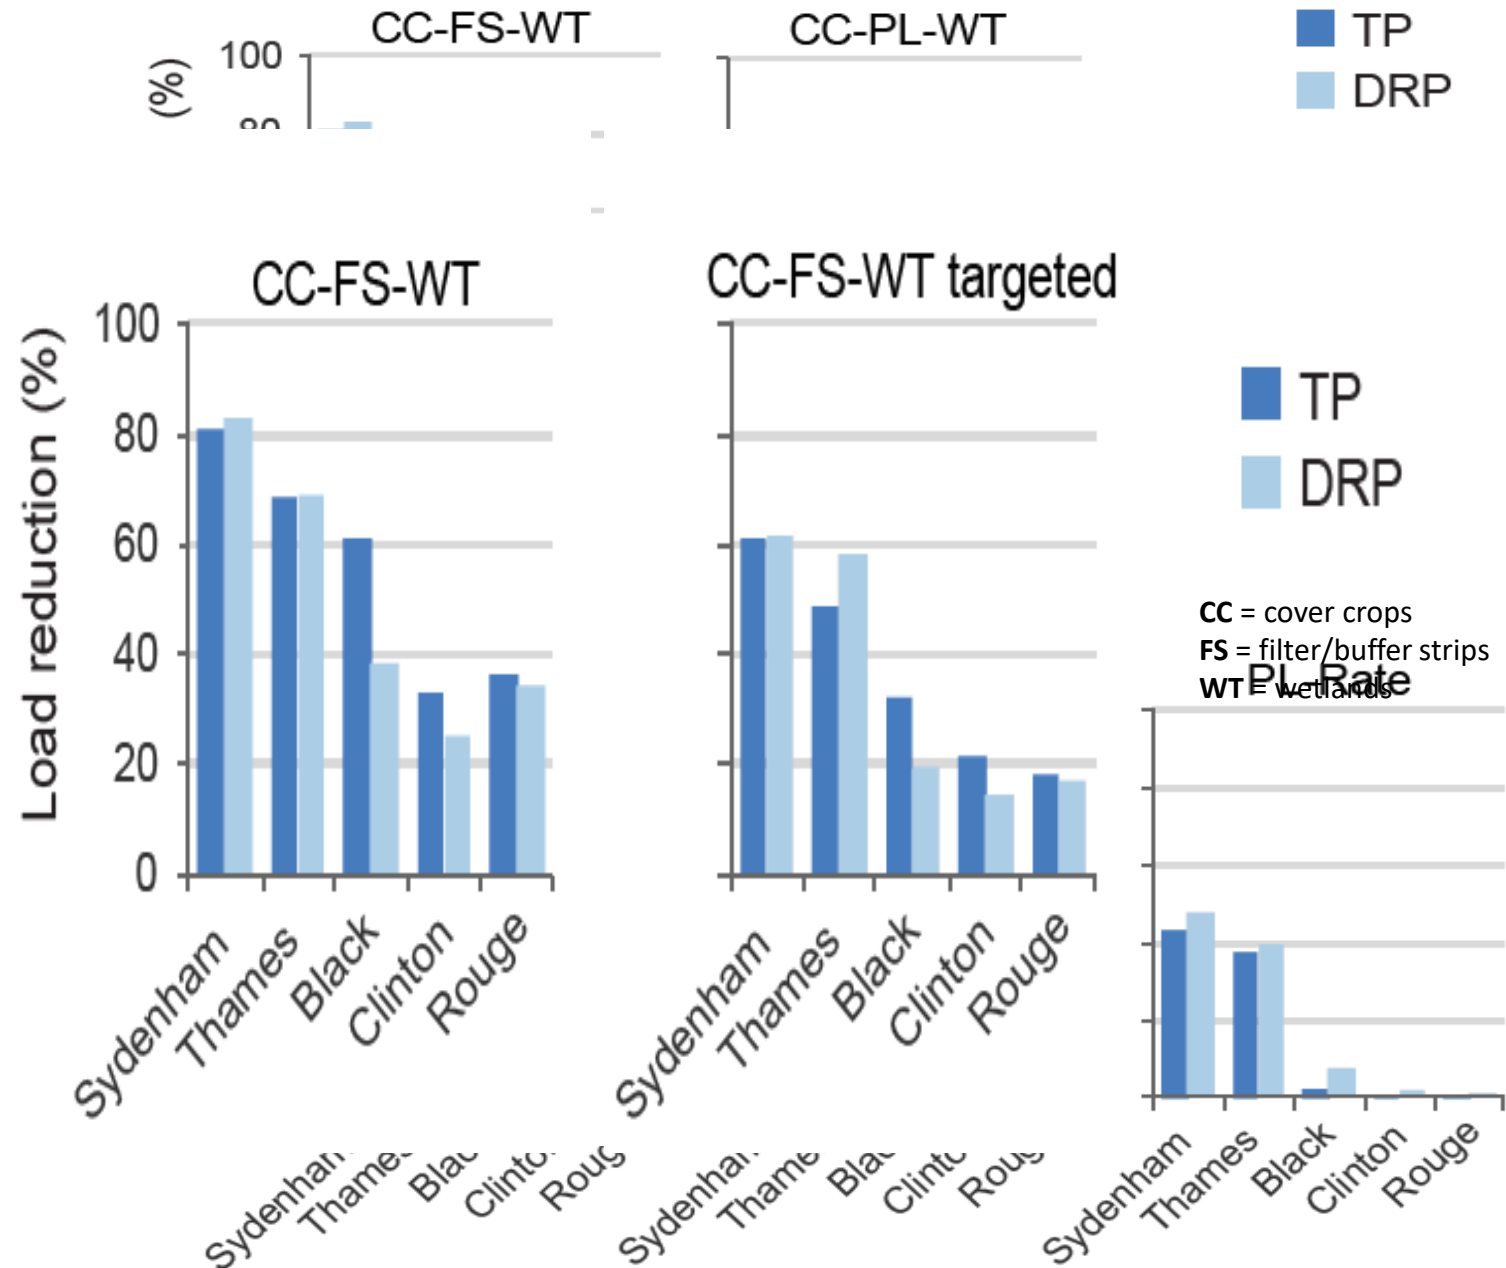 CC-FS-WT
CC-PL-WT
TP
DRP
100
(%)
CC-FS-WT
CC-FS-WT targeted
TP
DRP
Load reduction (%)
100
80
60
40
20
0
CC = cover crops
FS = filter/buffer strips
WT = wetlands
PL-Rate
Sydenham
Thames
Black
Clinton
Rouge
Sydenham
Thames
Black
Clinton
Rouge
Sydenham
Thames
Black
Clinton
Rouge